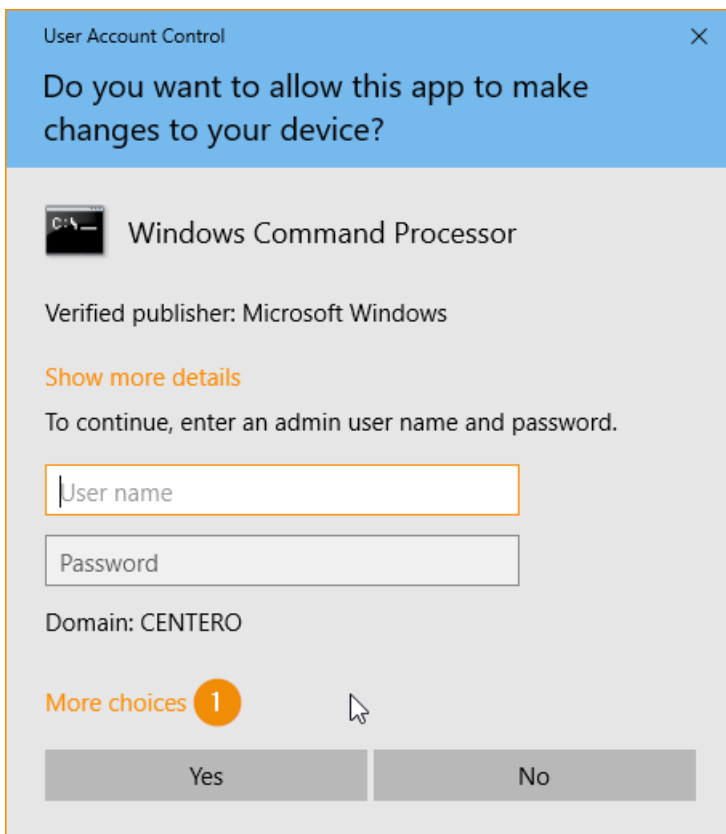 User Account Control
Do you want to allow this app to make
changes to your device?
C:\_
Windows Command Processor
Verified publisher: Microsoft Windows
Show more details
To continue, enter an admin user name and password.
User name
Password
Domain: CENTERO
More choices 1
Yes No